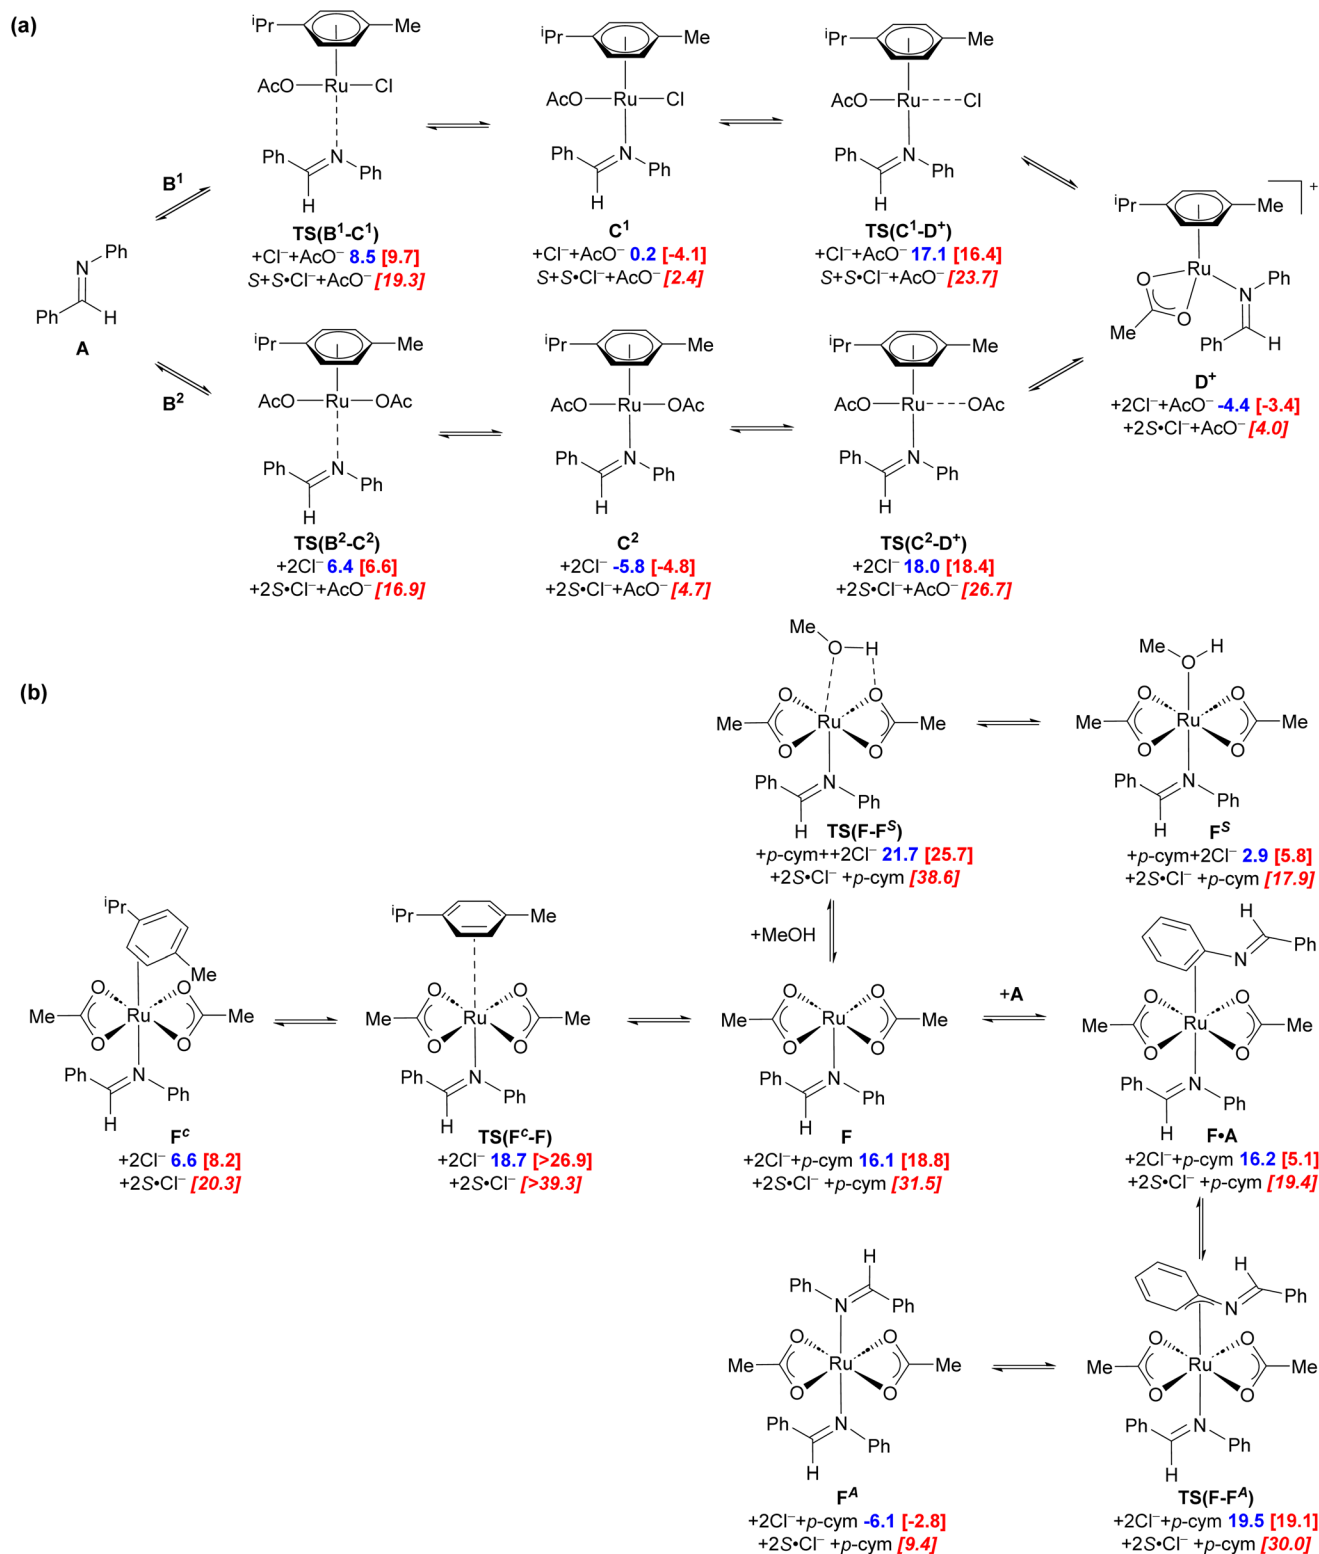 (a)
iPr
Me
AcO
Ru
Cl
Ph
N
Ph
H
TS(B¹-C¹)
+Cl⁻+AcO⁻ 8.5 [9.7]
S+S•Cl⁻+AcO⁻ [19.3]
iPr
Me
AcO
Ru
Cl
Ph
N
Ph
H
C¹
+Cl⁻+AcO⁻ 0.2 [-4.1]
S+S•Cl⁻+AcO⁻ [2.4]
iPr
Me
AcO
Ru
Cl
Ph
N
Ph
H
TS(C¹-D⁺)
+Cl⁻+AcO⁻ 17.1 [16.4]
S+S•Cl⁻+AcO⁻ [23.7]
B¹
Ph
N
Ph
H
A
B²
iPr
Me
+
Ru
O
O
Me
N
Ph
Ph
H
D⁺
+2Cl⁻+AcO⁻ -4.4 [-3.4]
+2S•Cl⁻+AcO⁻ [4.0]
iPr
Me
AcO
Ru
OAc
Ph
N
Ph
H
TS(B²-C²)
+2Cl⁻ 6.4 [6.6]
+2S•Cl⁻+AcO⁻ [16.9]
iPr
Me
AcO
Ru
OAc
Ph
N
Ph
H
C²
+2Cl⁻ -5.8 [-4.8]
+2S•Cl⁻+AcO⁻ [4.7]
iPr
Me
AcO
Ru
OAc
Ph
N
Ph
H
TS(C²-D⁺)
+2Cl⁻ 18.0 [18.4]
+2S•Cl⁻+AcO⁻ [26.7]
(b)
Me
O
H
Me
O
O
Ru
O
O
Me
Ph
N
Ph
H
TS(F-Fˢ)
+p-cym++2Cl⁻ 21.7 [25.7]
+2S•Cl⁻ +p-cym [38.6]
Me
H
O
Me
O
O
Ru
O
O
Me
Ph
N
Ph
H
Fˢ
+p-cym+2Cl⁻ 2.9 [5.8]
+2S•Cl⁻ +p-cym [17.9]
+MeOH
iPr
Me
Me
O
O
Ru
O
O
Me
Ph
N
Ph
H
Fᶜ
+2Cl⁻ 6.6 [8.2]
+2S•Cl⁻ [20.3]
iPr
Me
Me
O
O
Ru
O
O
Me
Ph
N
Ph
H
TS(Fᶜ-F)
+2Cl⁻ 18.7 [>26.9]
+2S•Cl⁻ [>39.3]
Me
O
O
Ru
O
O
Me
Ph
N
Ph
H
F
+2Cl⁻+p-cym 16.1 [18.8]
+2S•Cl⁻ +p-cym [31.5]
+A
H
N
Ph
Me
O
O
Ru
O
O
Me
Ph
N
Ph
H
F•A
+2Cl⁻+p-cym 16.2 [5.1]
+2S•Cl⁻ +p-cym [19.4]
H
Ph
N
Ph
Me
O
O
Ru
O
O
Me
Ph
N
Ph
H
Fᴬ
+2Cl⁻+p-cym -6.1 [-2.8]
+2S•Cl⁻ +p-cym [9.4]
H
N
Ph
Me
O
O
Ru
O
O
Me
Ph
N
Ph
H
TS(F-Fᴬ)
+2Cl⁻+p-cym 19.5 [19.1]
+2S•Cl⁻ +p-cym [30.0]